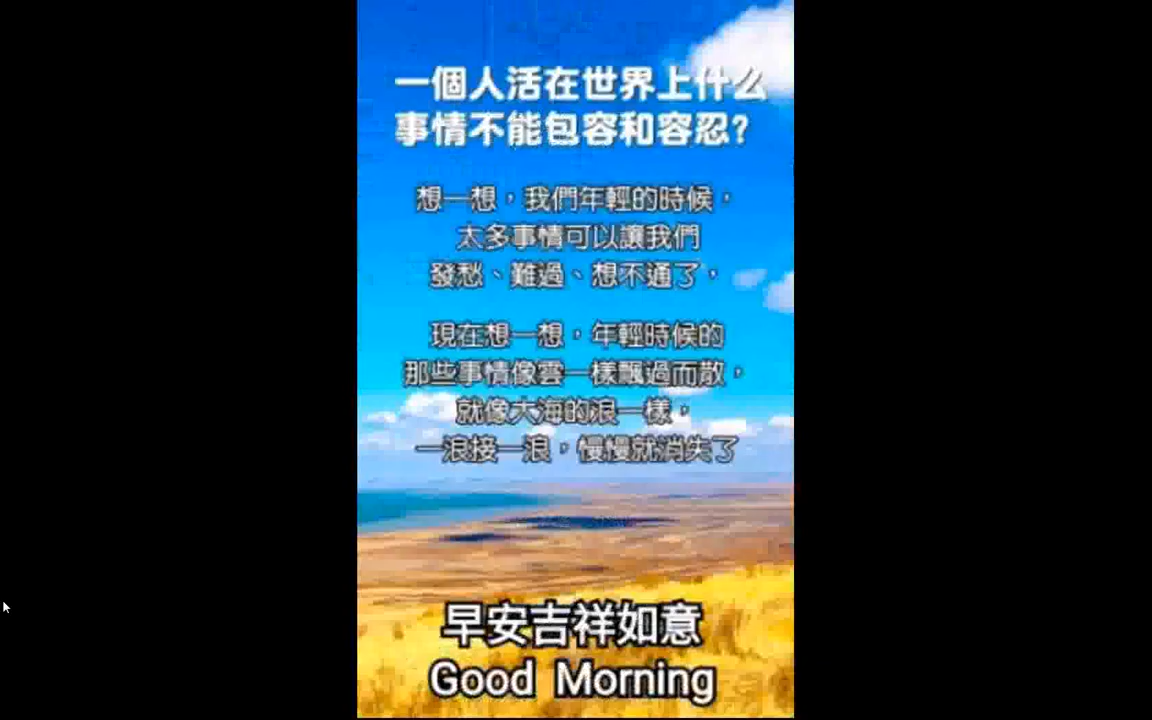 一個人活在世界上什么
事情不能包容和容忍?
想一想，我們年輕的時候，
太多事情可以讓我們
發愁、難過、想不通了，
現在想一想，年輕時候的
那些事情像雲一樣飄過而散，
就像大海的浪一樣，
一浪接一浪，慢慢就消失了
早安吉祥如意
Good Morning